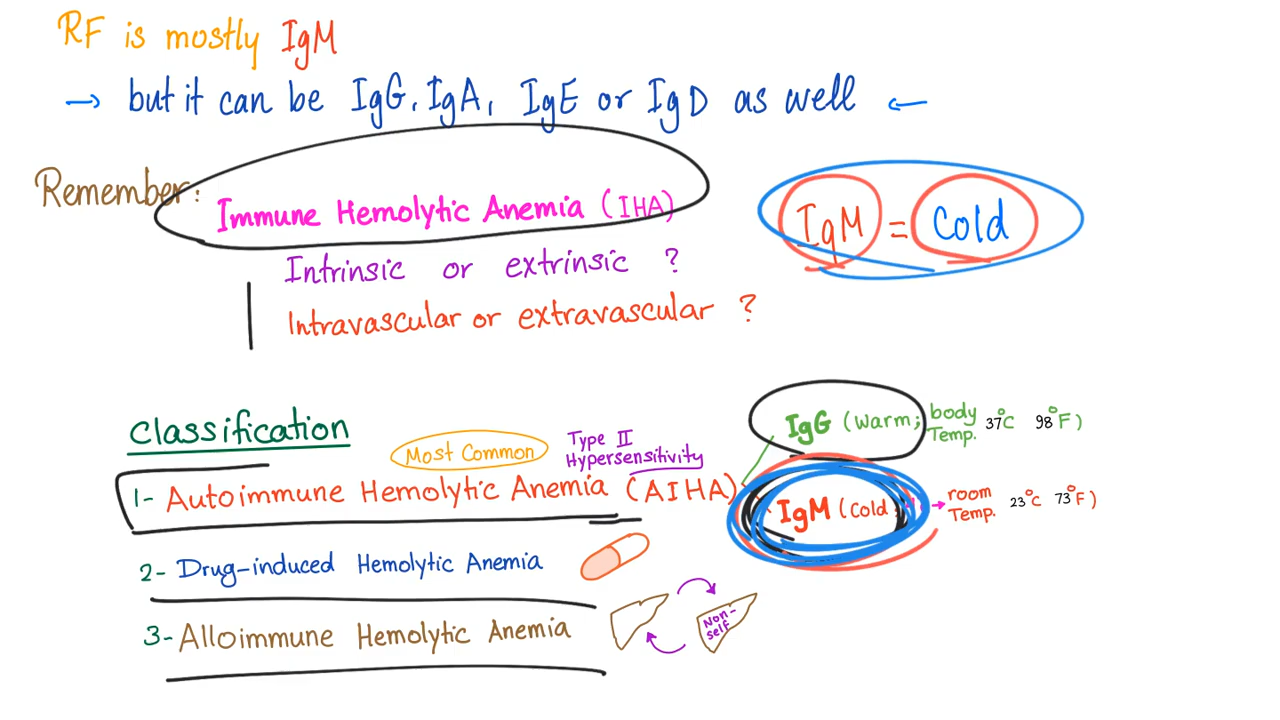 RF is mostly IgM
→ but it can be IgG, IgA, IgE or IgD as well ←
Remember:
Immune Hemolytic Anemia (IHA)
IgM = Cold
Intrinsic or extrinsic ?
Intravascular or extravascular ?
Classification
IgG (warm; body Temp. 37°C 98°F)
Most Common
Type II Hypersensitivity
1- Autoimmune Hemolytic Anemia (AIHA)
IgM (Cold → room Temp. 23°C 73°F)
2- Drug-induced Hemolytic Anemia
3- Alloimmune Hemolytic Anemia
Non-
self